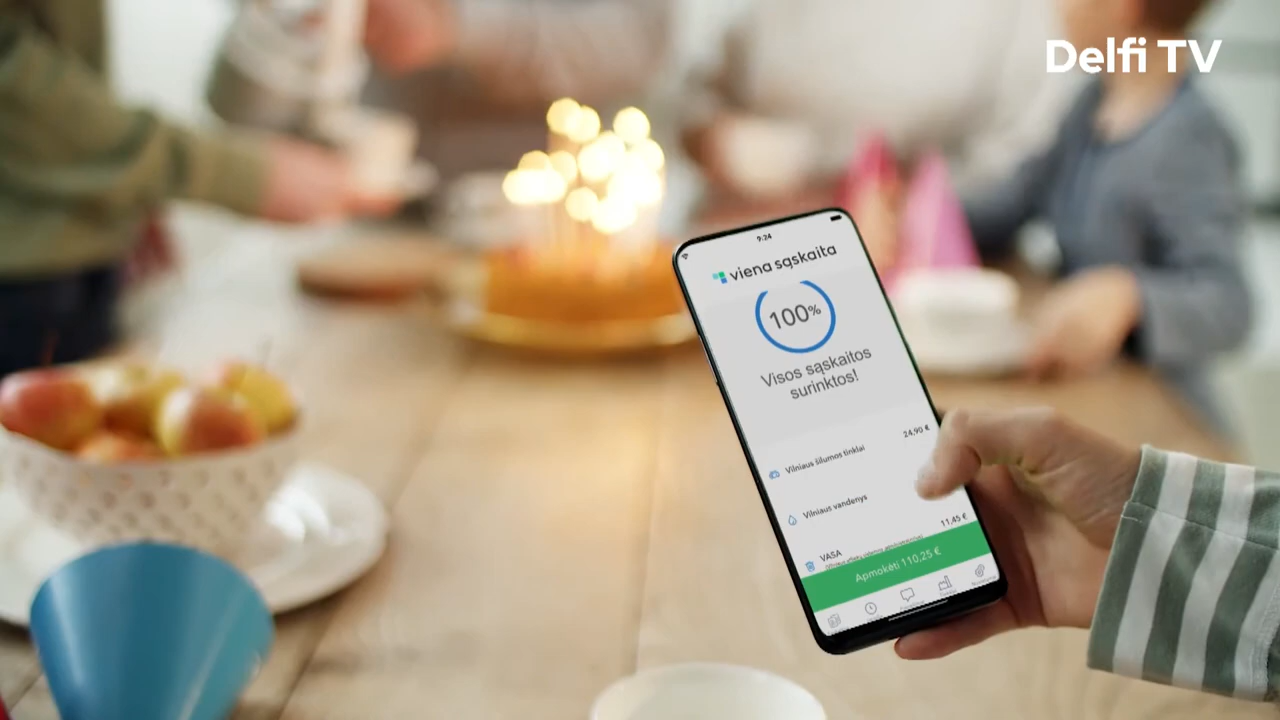 Delfi TV
9:24
viena sąskaita
100%
Visos sąskaitos
surinktos!
24,90 €
Vilniaus šilumos tinklai
Vilniaus vandenys
11,45 €
VASA
Apmokėti 110,25 €